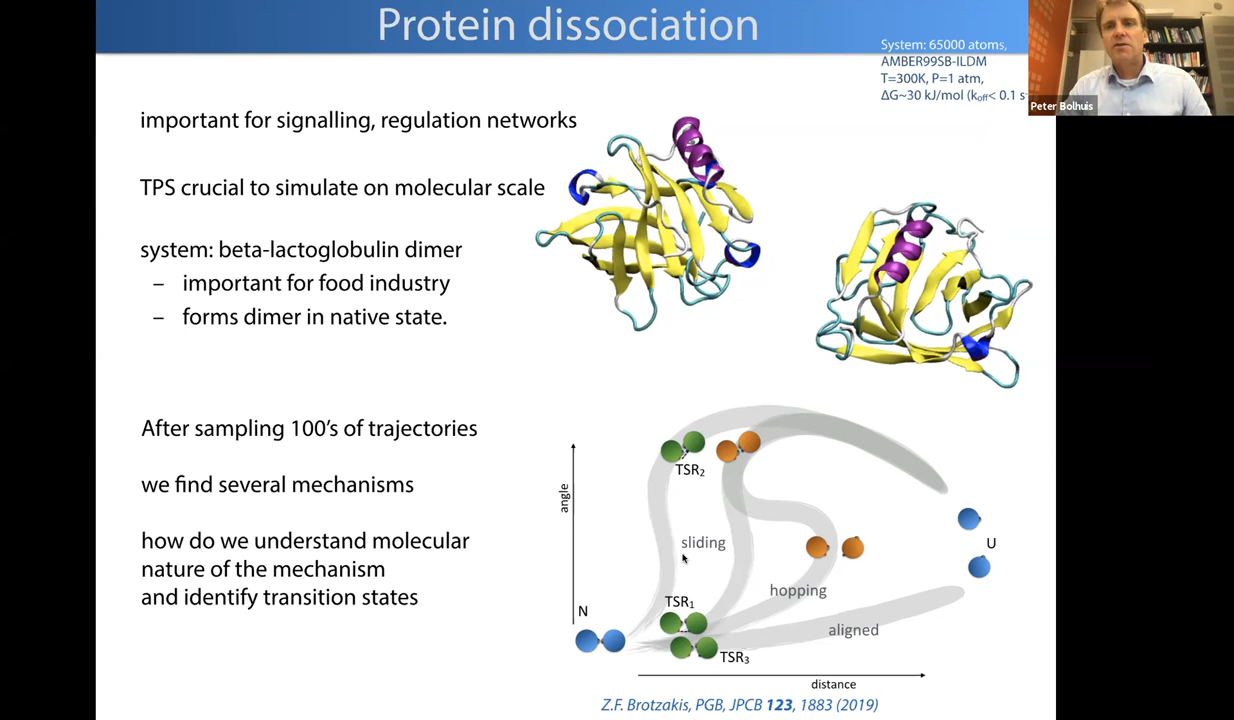 Protein dissociation
System: 65000 atoms,
AMBER99SB-ILDM
T=300K, P=1 atm,
ΔG~30 kJ/mol (koff< 0.1 s
Peter Bolhuis
important for signalling, regulation networks
TPS crucial to simulate on molecular scale
system: beta-lactoglobulin dimer
– important for food industry
– forms dimer in native state.
After sampling 100's of trajectories
we find several mechanisms
how do we understand molecular
nature of the mechanism
and identify transition states
angle
TSR2
sliding
U
hopping
TSR1
N
aligned
TSR3
distance
Z.F. Brotzakis, PGB, JPCB 123, 1883 (2019)